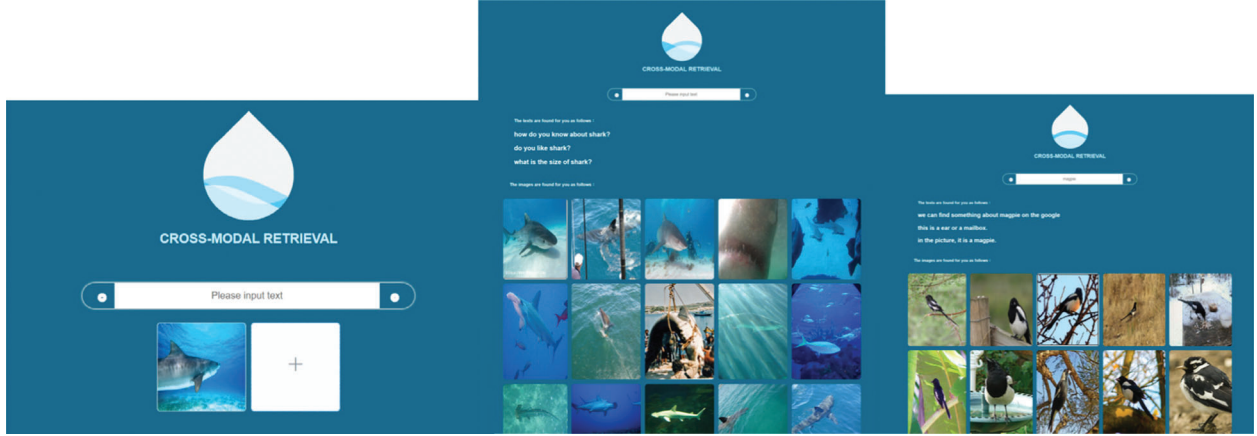 CROSS-MODAL RETRIEVAL
Please input text
CROSS-MODAL RETRIEVAL
Please input text
The texts are found for you as follows :
how do you know about shark?
do you like shark?
what is the size of shark?
The images are found for you as follows :
CROSS-MODAL RETRIEVAL
magpie
The texts are found for you as follows :
we can find something about magpie on the google
this is a ear or a mailbox.
in the picture, it is a magpie.
The images are found for you as follows :